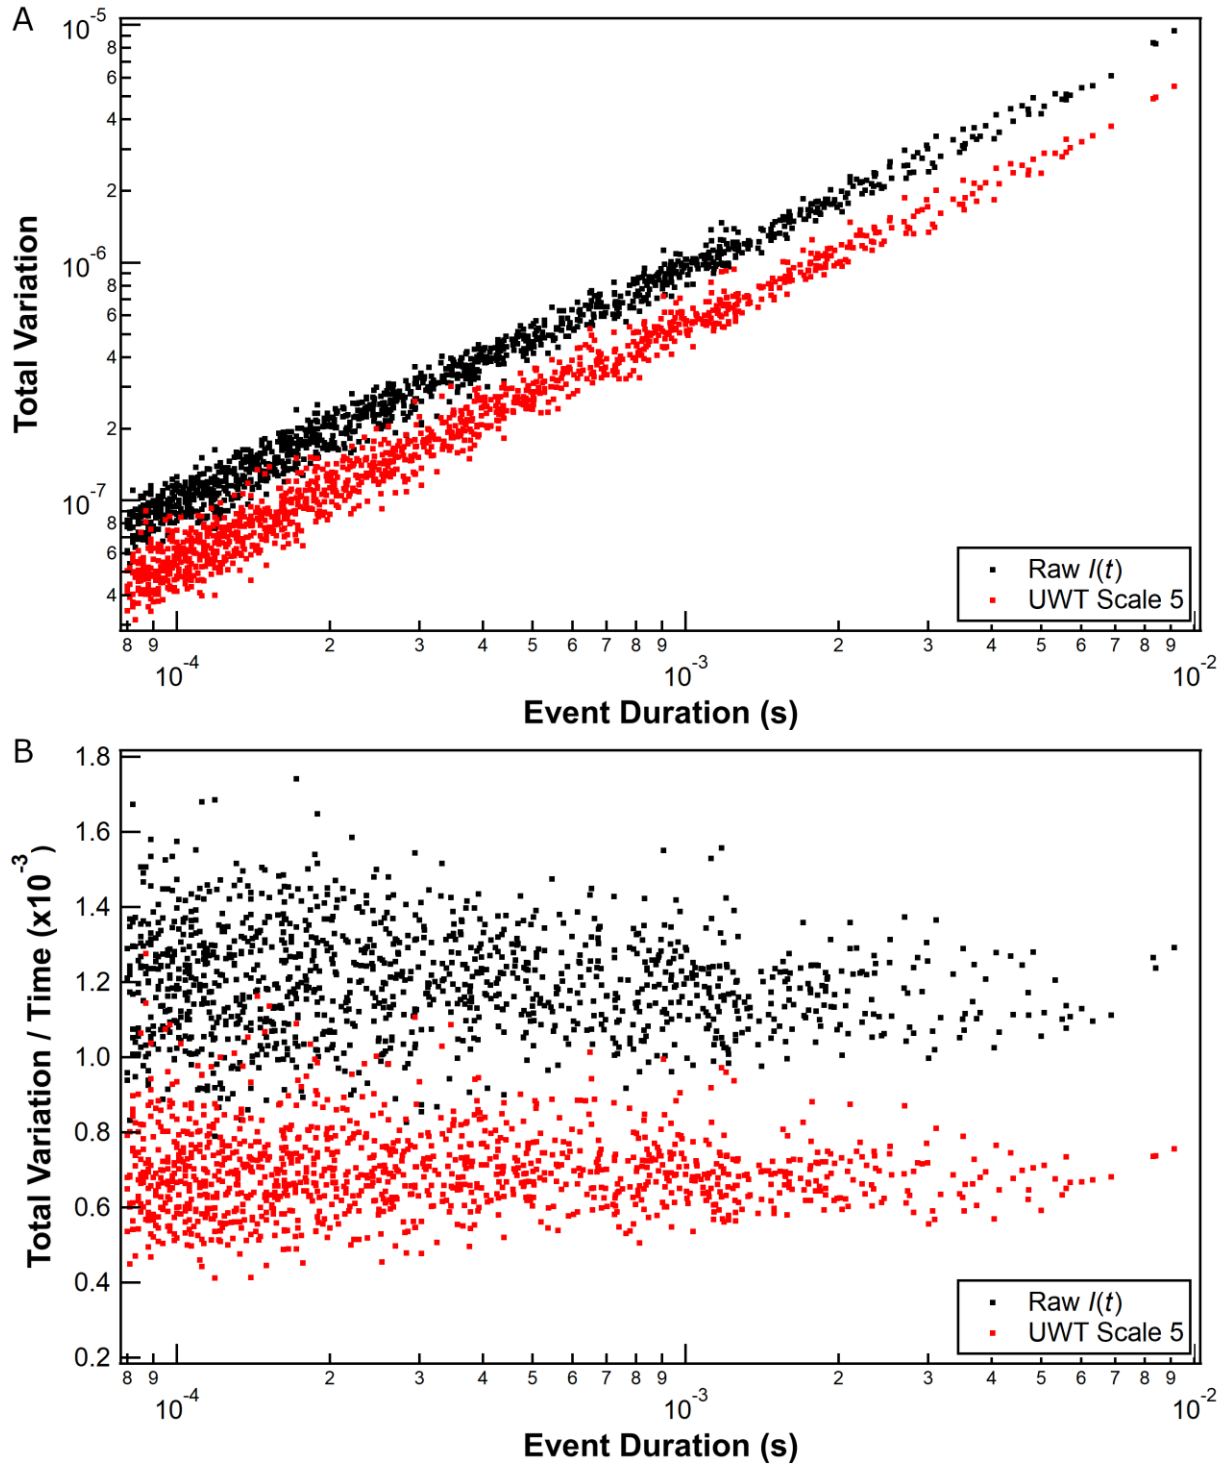 A
10-5
8
6
4
2
10-6
8
6
4
2
10-7
8
6
4
Total Variation
Raw I(t)
UWT Scale 5
8 9 2 3 4 5 6 7 8 9 2 3 4 5 6 7 8 9
10-4 10-3 10-2
Event Duration (s)
B
1.8
1.6
1.4
1.2
1.0
0.8
0.6
0.4
0.2
Total Variation / Time (x10-3)
Raw I(t)
UWT Scale 5
8 9 2 3 4 5 6 7 8 9 2 3 4 5 6 7 8 9
10-4 10-3 10-2
Event Duration (s)